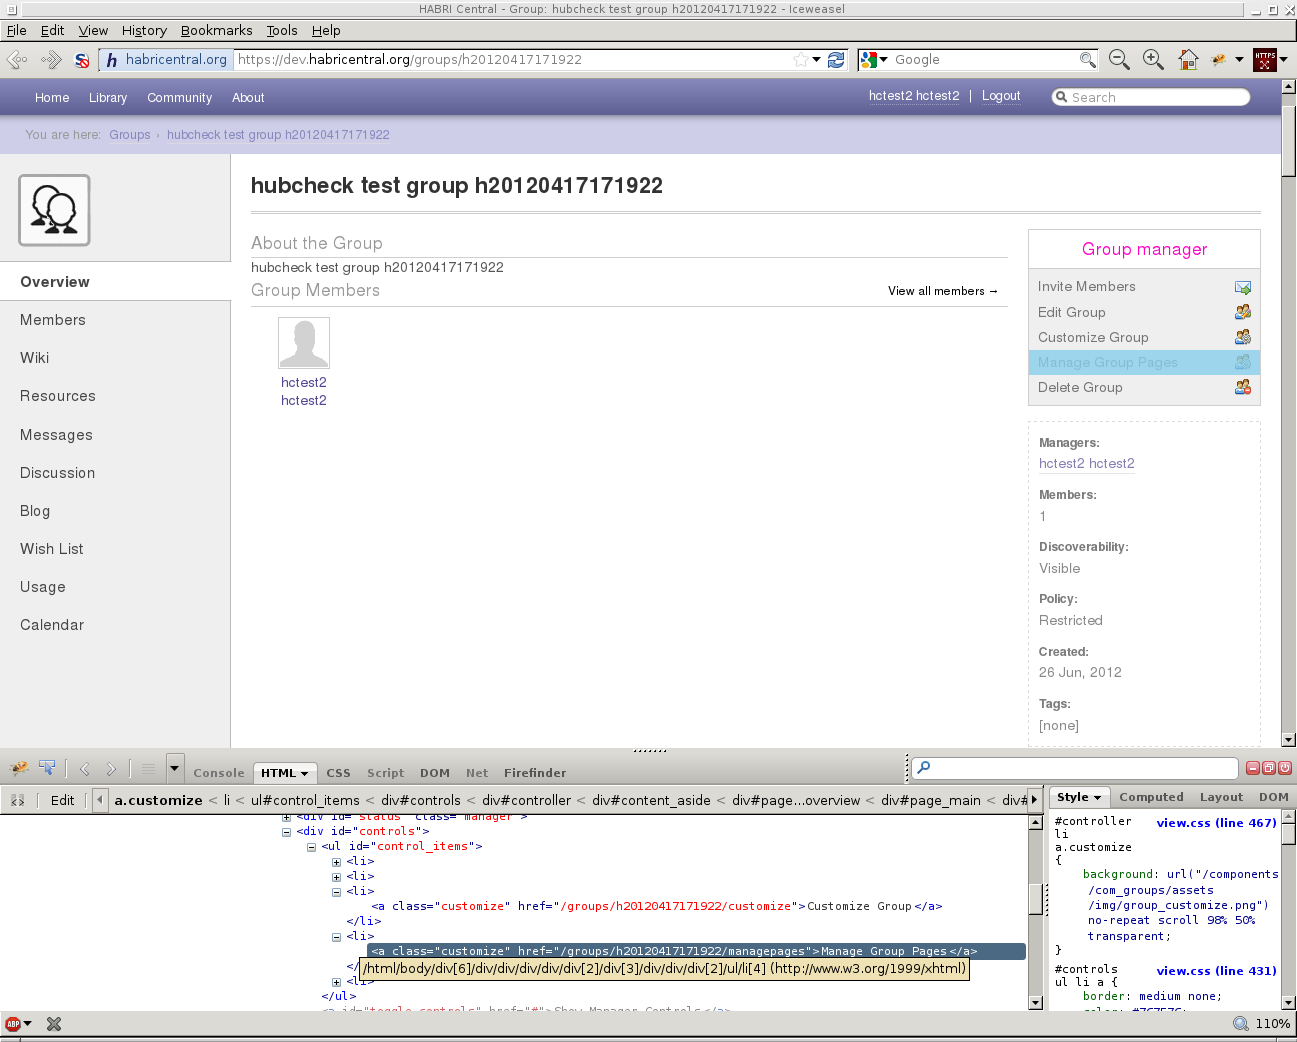 HABRI Central - Group: hubcheck test group h20120417171922 - Iceweasel
File Edit View History Bookmarks Tools Help
habricentral.org https://dev.habricentral.org/groups/h20120417171922 Google
Home Library Community About hctest2 hctest2 | Logout Search
You are here: Groups › hubcheck test group h20120417171922
hubcheck test group h20120417171922
Overview
Members
Wiki
Resources
Messages
Discussion
Blog
Wish List
Usage
Calendar
About the Group
hubcheck test group h20120417171922
Group Members View all members →
hctest2
hctest2
Group manager
Invite Members
Edit Group
Customize Group
Manage Group Pages
Delete Group
Managers:
hctest2 hctest2
Members:
1
Discoverability:
Visible
Policy:
Restricted
Created:
26 Jun, 2012
Tags:
[none]
Console HTML CSS Script DOM Net Firefinder
Edit a.customize < li < ul#control_items < div#controls < div#controller < div#content_aside < div#page...overview < div#page_main < div#
<div id="status" class="manager">
<div id="controls">
<ul id="control_items">
<li>
<li>
<li>
<a class="customize" href="/groups/h20120417171922/customize">Customize Group</a>
</li>
<li>
<a class="customize" href="/groups/h20120417171922/managepages">Manage Group Pages</a>
/html/body/div[6]/div/div/div/div/div[2]/div[3]/div/div/div[2]/ul/li[4] (http://www.w3.org/1999/xhtml)
<li>
</ul>
<a id="toggle_controls" href="#">Show Manager Controls</a>
Style Computed Layout DOM
#controller view.css (line 467)
li
a.customize
{
background: url("/components
/com_groups/assets
/img/group_customize.png")
no-repeat scroll 98% 50%
transparent;
}
#controls view.css (line 431)
ul li a {
border: medium none;
ABP 110%